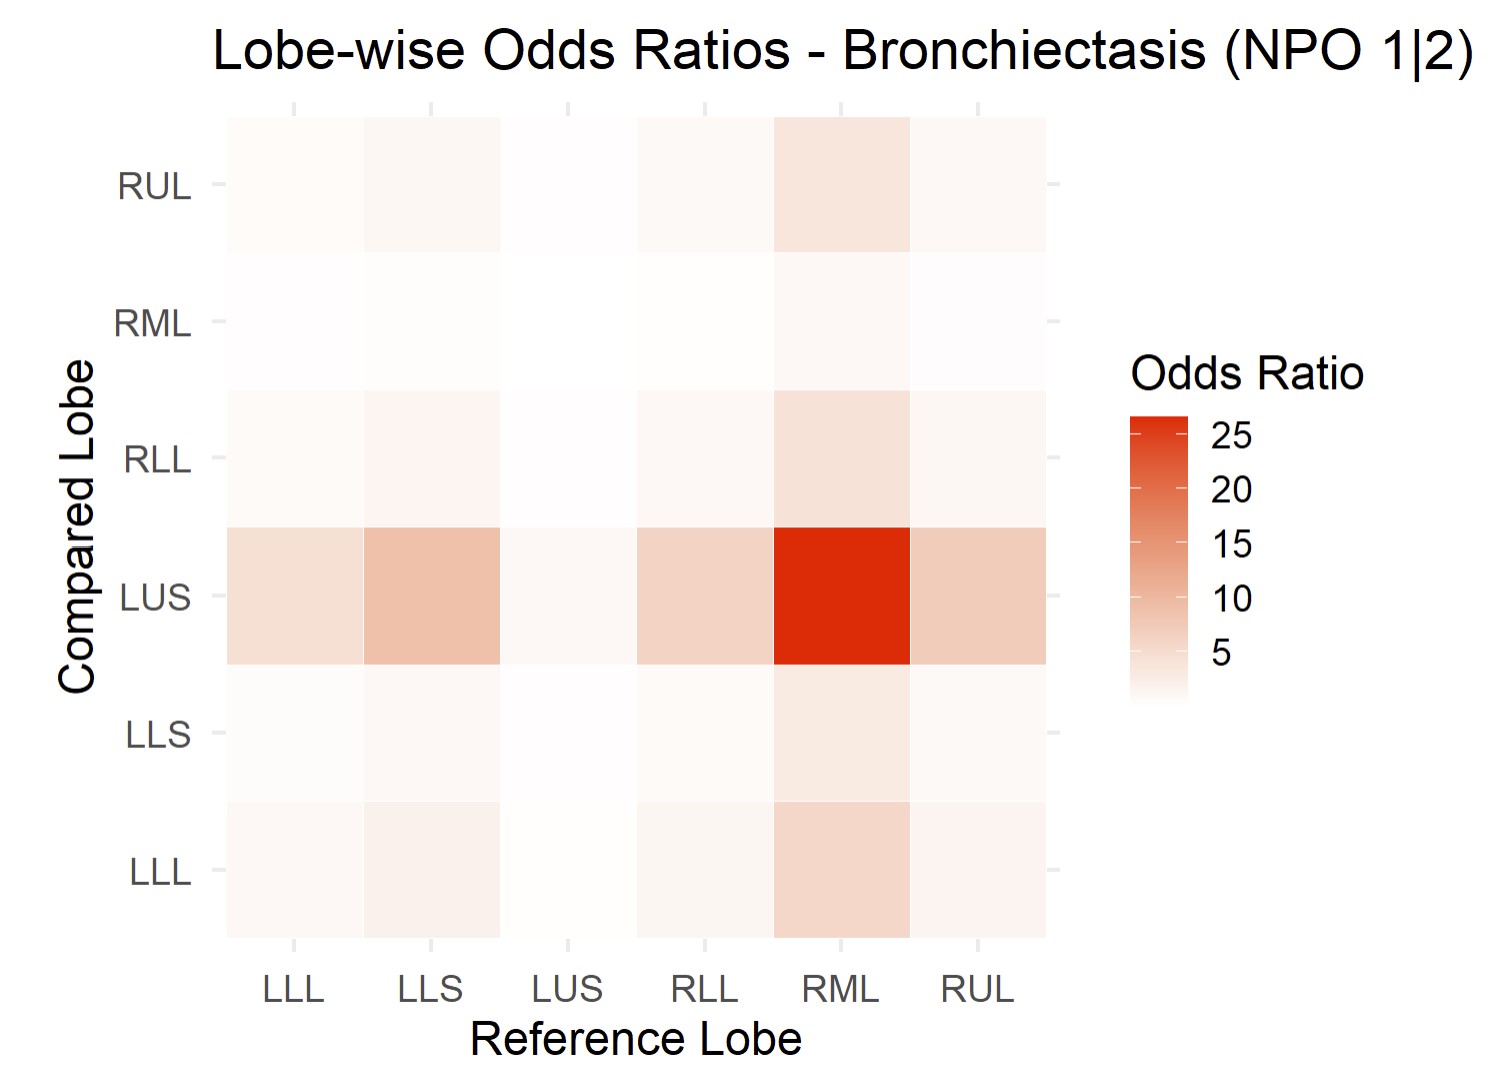 Lobe-wise Odds Ratios - Bronchiectasis (NPO 1|2)
Compared Lobe
RUL
RML
RLL
LUS
LLS
LLL
LLL LLS LUS RLL RML RUL
Reference Lobe
Odds Ratio
25
20
15
10
5